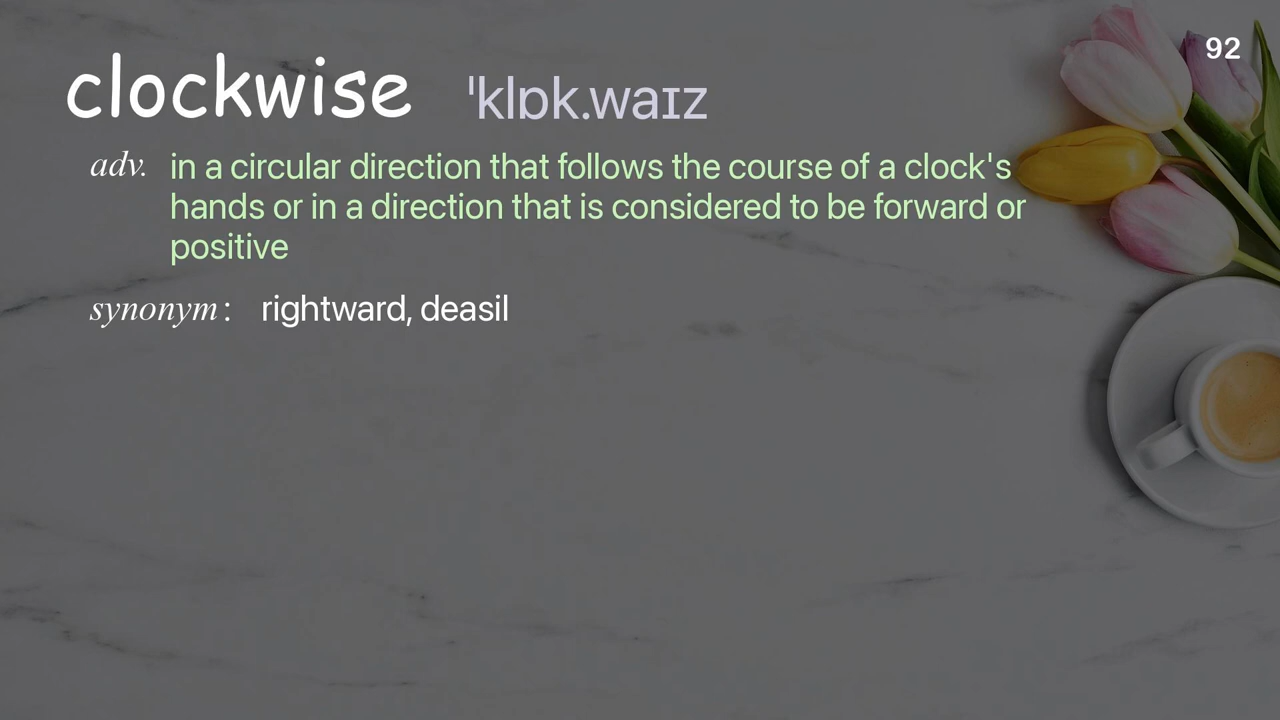 92
clockwise ˈklɒk.waɪz
adv. in a circular direction that follows the course of a clock's
hands or in a direction that is considered to be forward or
positive
synonym: rightward, deasil